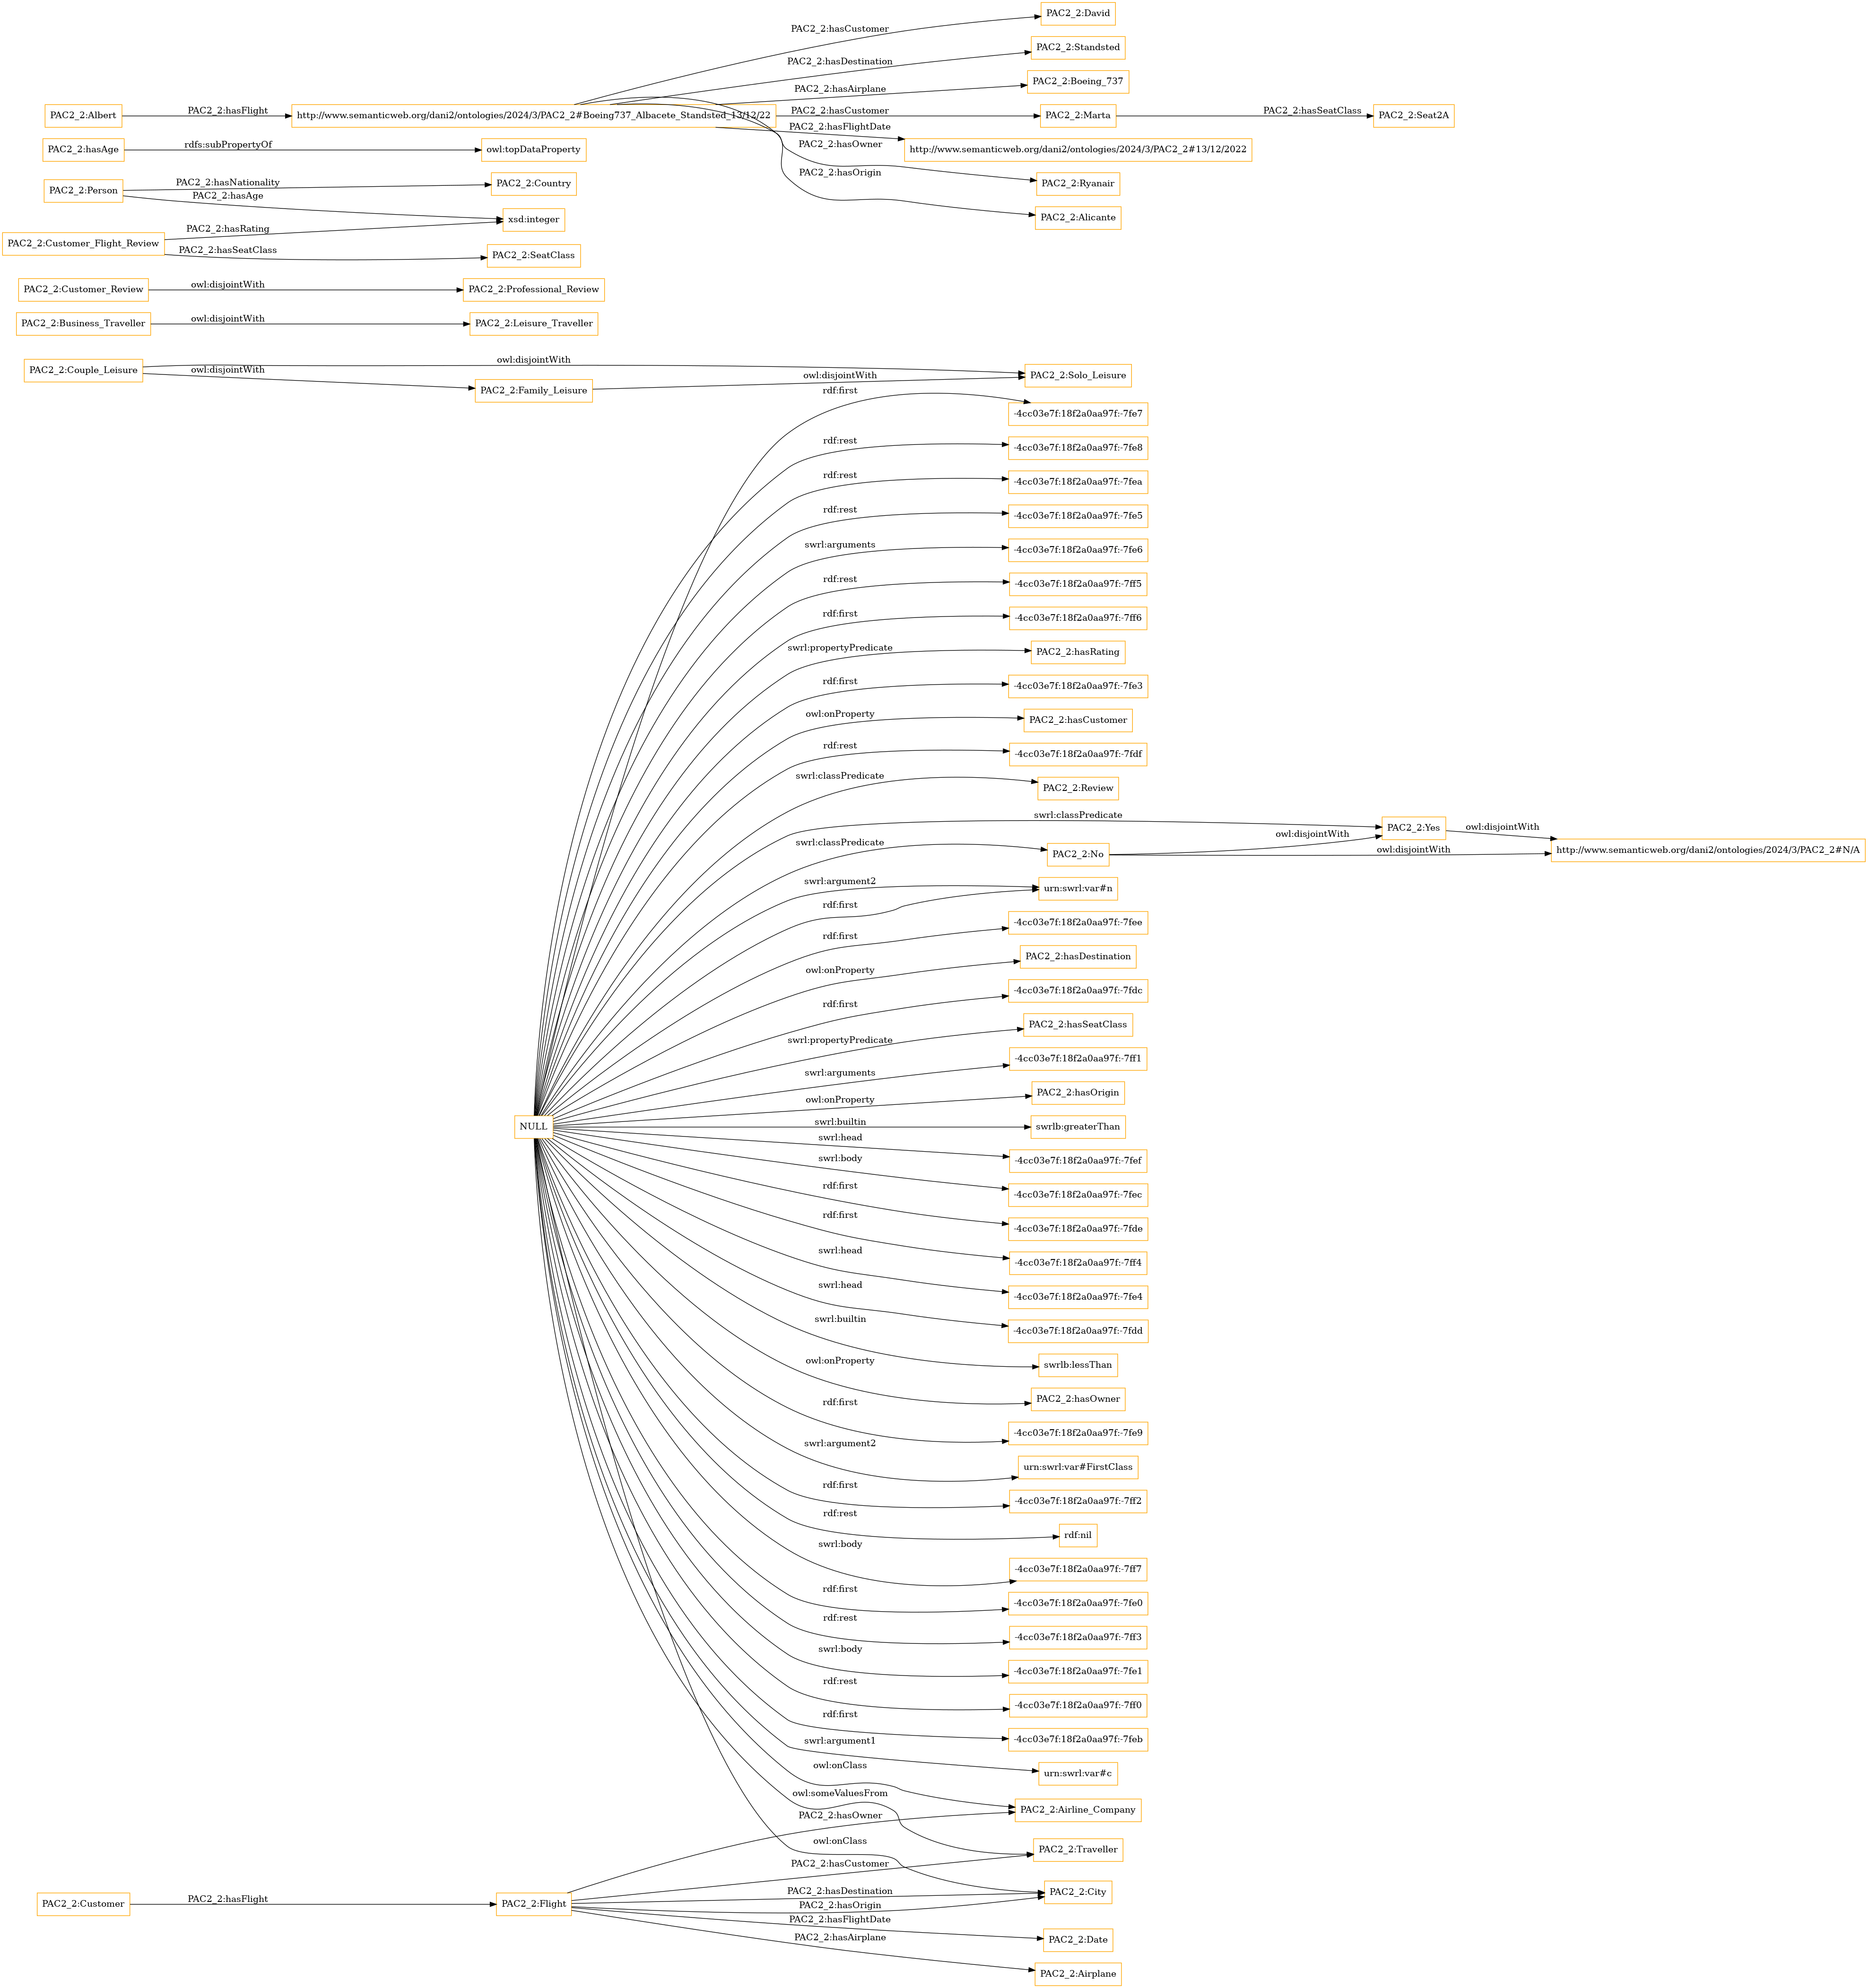 PAC2_2:David
PAC2_2:hasCustomer
PAC2_2:Standsted
PAC2_2:hasDestination
PAC2_2:Boeing_737
PAC2_2:hasAirplane
PAC2_2:Albert
PAC2_2:hasFlight
http://www.semanticweb.org/dani2/ontologies/2024/3/PAC2_2#Boeing737_Albacete_Standsted_13/12/22
PAC2_2:hasCustomer
PAC2_2:Marta
PAC2_2:hasSeatClass
PAC2_2:Seat2A
PAC2_2:hasFlightDate
http://www.semanticweb.org/dani2/ontologies/2024/3/PAC2_2#13/12/2022
PAC2_2:hasAge
rdfs:subPropertyOf
owl:topDataProperty
PAC2_2:hasOwner
PAC2_2:Ryanair
PAC2_2:hasOrigin
PAC2_2:Alicante
PAC2_2:Person
PAC2_2:hasNationality
PAC2_2:Country
PAC2_2:hasAge
xsd:integer
PAC2_2:hasRating
PAC2_2:Customer_Flight_Review
PAC2_2:hasSeatClass
PAC2_2:SeatClass
PAC2_2:Customer_Review
owl:disjointWith
PAC2_2:Professional_Review
PAC2_2:Business_Traveller
owl:disjointWith
PAC2_2:Leisure_Traveller
PAC2_2:Couple_Leisure
owl:disjointWith
owl:disjointWith
PAC2_2:Family_Leisure
owl:disjointWith
PAC2_2:Solo_Leisure
rdf:first
-4cc03e7f:18f2a0aa97f:-7fe7
rdf:rest
-4cc03e7f:18f2a0aa97f:-7fe8
rdf:rest
-4cc03e7f:18f2a0aa97f:-7fea
rdf:rest
-4cc03e7f:18f2a0aa97f:-7fe5
swrl:arguments
-4cc03e7f:18f2a0aa97f:-7fe6
rdf:rest
-4cc03e7f:18f2a0aa97f:-7ff5
rdf:first
-4cc03e7f:18f2a0aa97f:-7ff6
swrl:propertyPredicate
PAC2_2:hasRating
rdf:first
-4cc03e7f:18f2a0aa97f:-7fe3
owl:onProperty
PAC2_2:hasCustomer
rdf:rest
-4cc03e7f:18f2a0aa97f:-7fdf
swrl:classPredicate
PAC2_2:Review
swrl:classPredicate
PAC2_2:Yes
owl:disjointWith
http://www.semanticweb.org/dani2/ontologies/2024/3/PAC2_2#N/A
swrl:classPredicate
PAC2_2:No
owl:disjointWith
owl:disjointWith
swrl:argument2
urn:swrl:var#n
rdf:first
rdf:first
-4cc03e7f:18f2a0aa97f:-7fee
owl:onProperty
PAC2_2:hasDestination
rdf:first
-4cc03e7f:18f2a0aa97f:-7fdc
swrl:propertyPredicate
PAC2_2:hasSeatClass
swrl:arguments
-4cc03e7f:18f2a0aa97f:-7ff1
owl:onProperty
PAC2_2:hasOrigin
NULL
swrl:builtin
swrlb:greaterThan
swrl:head
-4cc03e7f:18f2a0aa97f:-7fef
swrl:body
-4cc03e7f:18f2a0aa97f:-7fec
rdf:first
-4cc03e7f:18f2a0aa97f:-7fde
rdf:first
-4cc03e7f:18f2a0aa97f:-7ff4
swrl:head
-4cc03e7f:18f2a0aa97f:-7fe4
swrl:head
-4cc03e7f:18f2a0aa97f:-7fdd
swrl:builtin
swrlb:lessThan
owl:onProperty
PAC2_2:hasOwner
rdf:first
-4cc03e7f:18f2a0aa97f:-7fe9
swrl:argument2
urn:swrl:var#FirstClass
rdf:first
-4cc03e7f:18f2a0aa97f:-7ff2
rdf:rest
rdf:nil
swrl:body
-4cc03e7f:18f2a0aa97f:-7ff7
rdf:first
-4cc03e7f:18f2a0aa97f:-7fe0
rdf:rest
-4cc03e7f:18f2a0aa97f:-7ff3
swrl:body
-4cc03e7f:18f2a0aa97f:-7fe1
rdf:rest
-4cc03e7f:18f2a0aa97f:-7ff0
rdf:first
-4cc03e7f:18f2a0aa97f:-7feb
swrl:argument1
urn:swrl:var#c
owl:onClass
PAC2_2:Airline_Company
owl:someValuesFrom
PAC2_2:hasOwner
PAC2_2:Traveller
owl:onClass
PAC2_2:hasCustomer
PAC2_2:City
PAC2_2:Customer
PAC2_2:hasFlight
PAC2_2:Flight
PAC2_2:hasDestination
PAC2_2:hasOrigin
PAC2_2:hasFlightDate
PAC2_2:Date
PAC2_2:hasAirplane
PAC2_2:Airplane